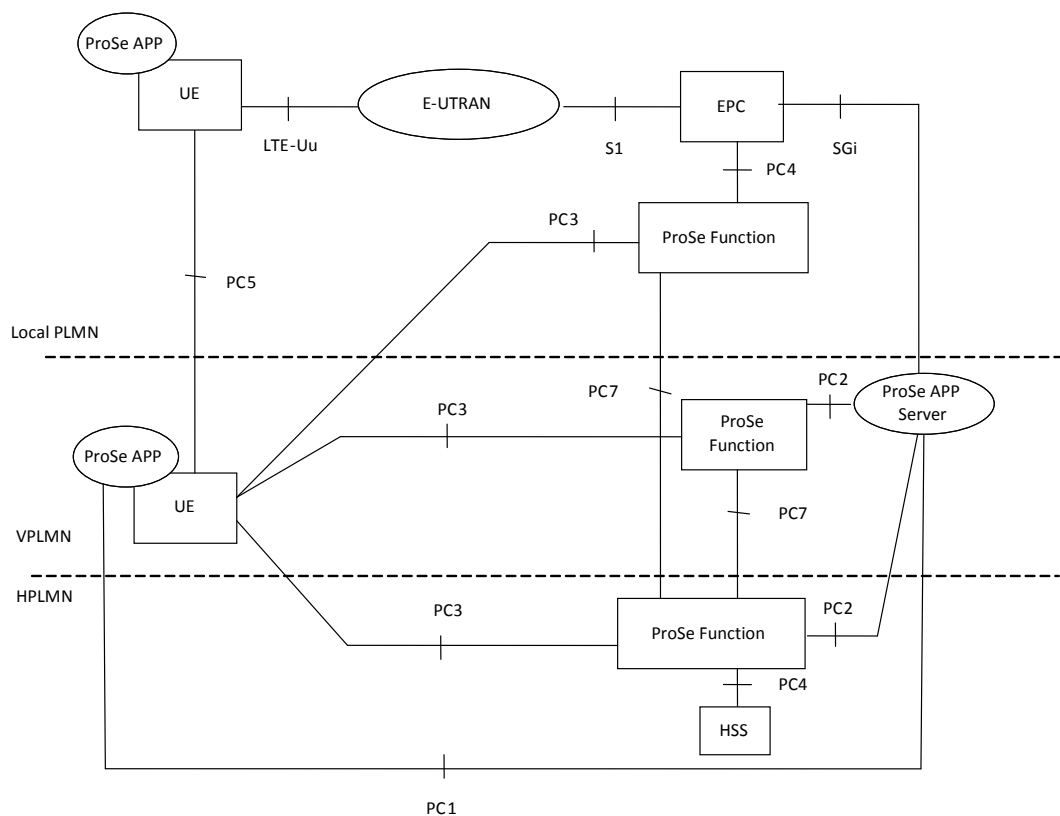 ProSe APP
UE
E-UTRAN
EPC
LTE-Uu
S1
SGi
PC4
PC3
ProSe Function
PC5
Local PLMN
PC7
PC3
PC2
ProSe APP
Server
ProSe
Function
ProSe APP
UE
PC7
VPLMN
HPLMN
PC3
ProSe Function
PC2
PC4
HSS
PC1